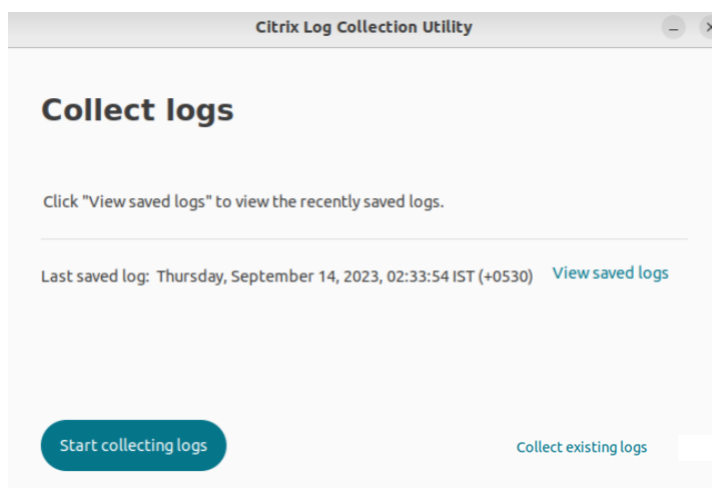 Citrix Log Collection Utility
Collect logs
Click "View saved logs" to view the recently saved logs.
Last saved log: Thursday, September 14, 2023, 02:33:54 IST (+0530) View saved logs
Start collecting logs
Collect existing logs